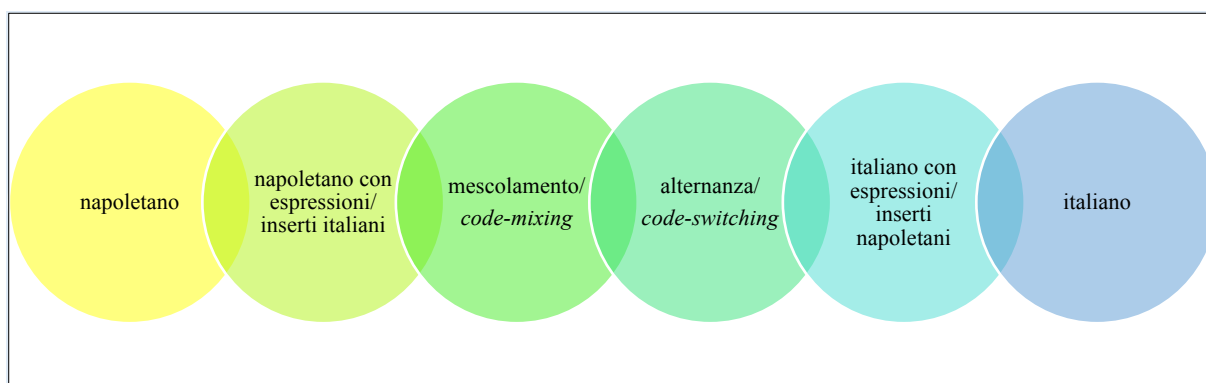 napoletano
napoletano con
espressioni/
inserti italiani
mescolamento/
code-mixing
alternanza/
code-switching
italiano con
espressioni/
inserti
napoletani
italiano